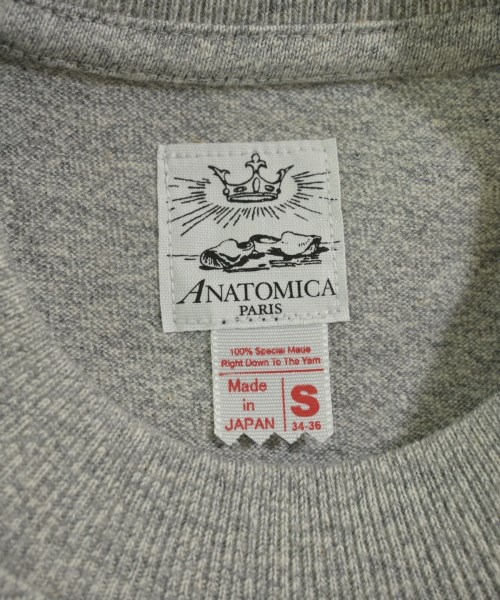 ANATOMICA
PARIS
100% Special Made
Right Down To The Yarn
Made
in
JAPAN
S
34-36